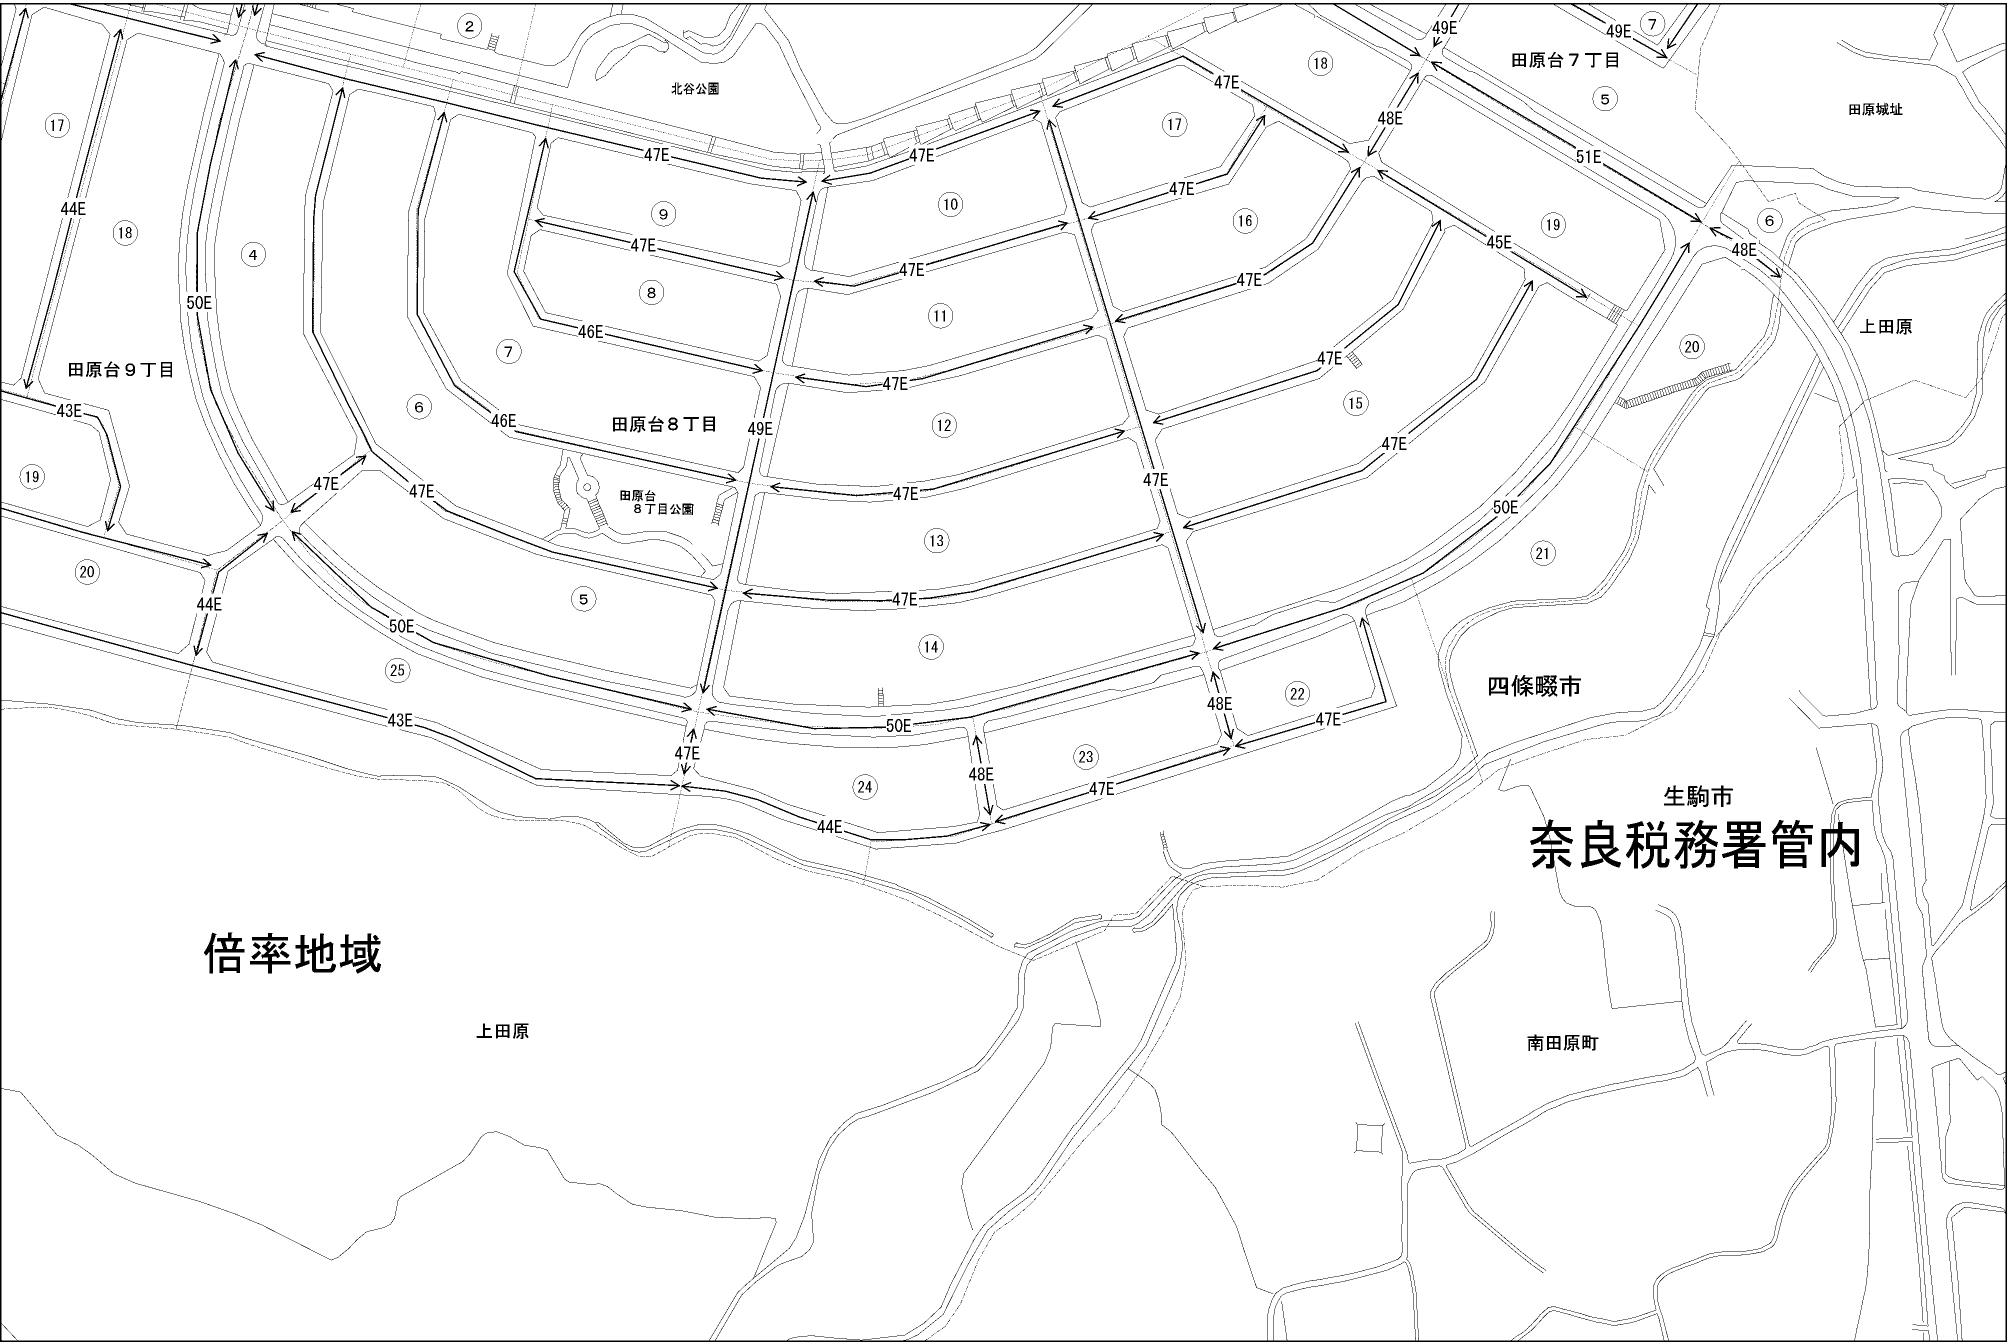 ②
49E
49E
⑦
田原台７丁目
⑱
47E
北谷公園
⑤
田原城址
⑰
48E
⑰
47E
47E
51E
47E
⑩
⑨
44E
⑱
⑯
⑲
⑥
47E
45E
48E
④
47E
47E
⑧
50E
⑪
上田原
46E
⑦
⑳
47E
47E
田原台９丁目
⑮
⑥
43E
46E
田原台８丁目
49E
⑫
47E
⑲
47E
47E
47E
47E
田原台
８丁目公園
50E
⑬
㉑
⑳
44E
⑤
47E
50E
⑭
㉕
四條畷市
㉒
48E
43E
50E
47E
47E
㉓
48E
㉔
47E
生駒市
44E
奈良税務署管内
倍率地域
上田原
南田原町